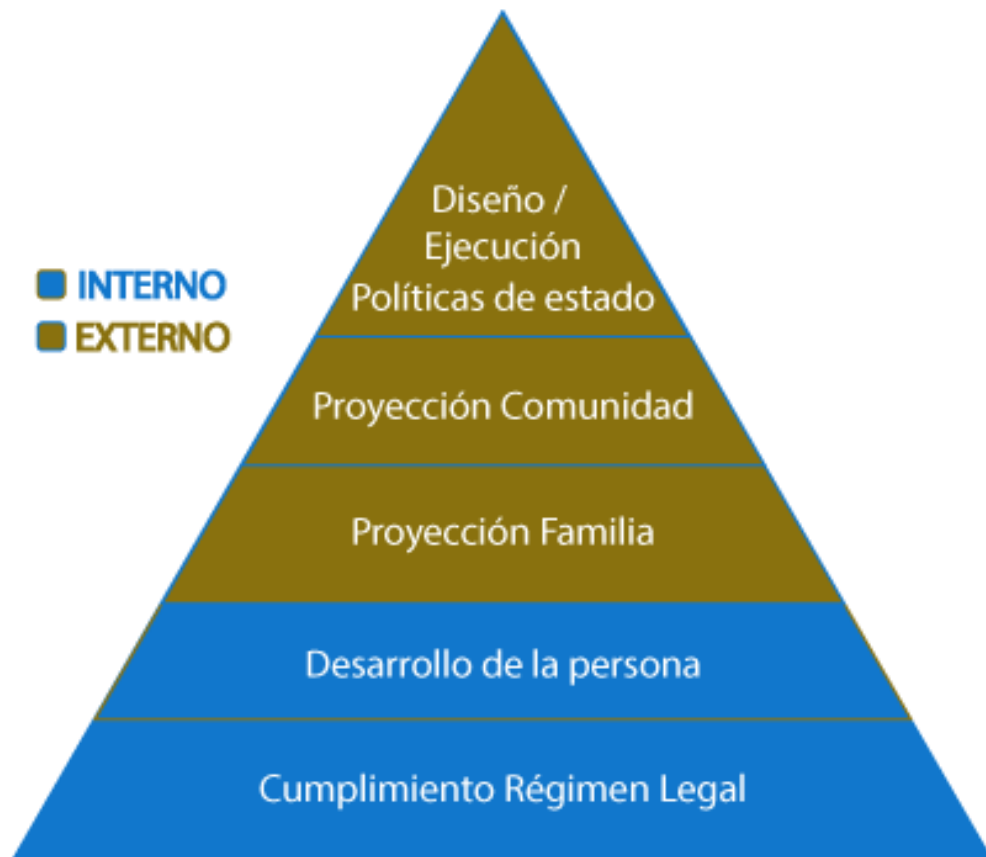 Diseño /
Ejecución
Políticas de estado
INTERNO
EXTERNO
Proyección Comunidad
Proyección Familia
Desarrollo de la persona
Cumplimiento Régimen Legal